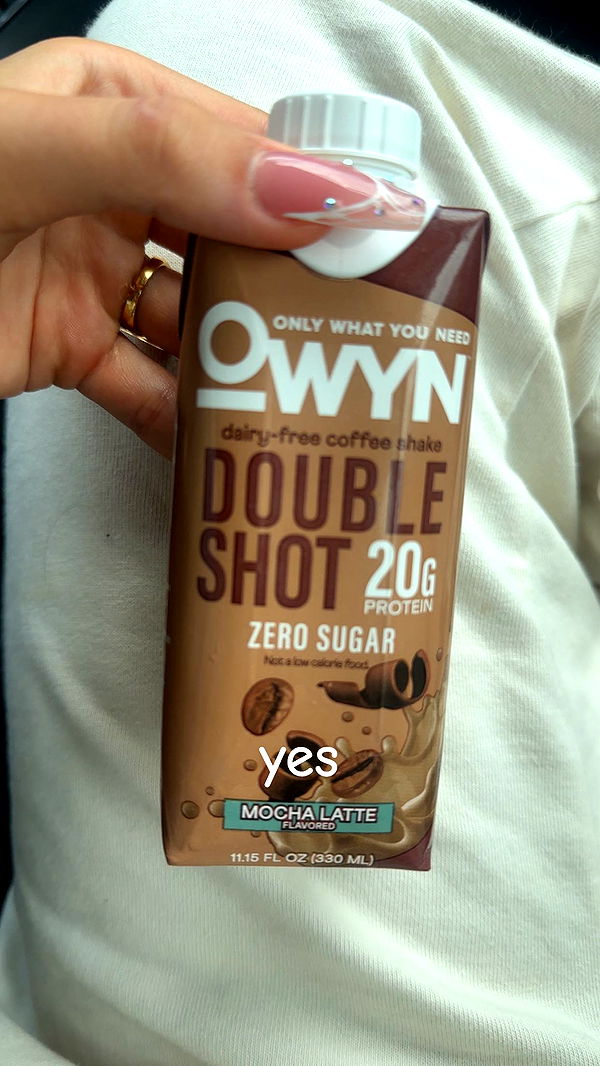 ONLY WHAT YOU NEED
OWYN
dairy-free coffee shake
DOUBLE
SHOT
20G
PROTEIN
ZERO SUGAR
Not a low calorie food.
yes
MOCHA LATTE
FLAVORED
11.15 FL OZ (330 ML)